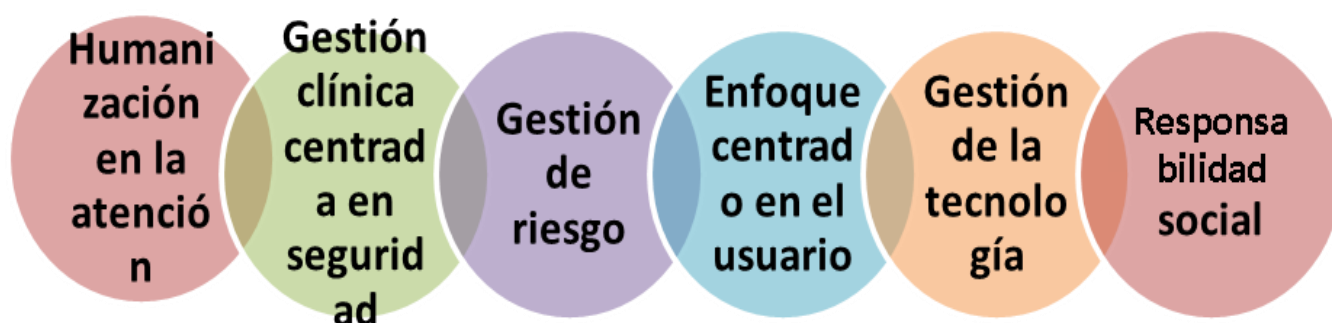 Humani
zación
en la
atenció
n
Gestión
clínica
centrad
a en
segurid
ad
Gestión
de
riesgo
Enfoque
centrad
o en el
usuario
Gestión
de la
tecnolo
gía
Responsa
bilidad
social